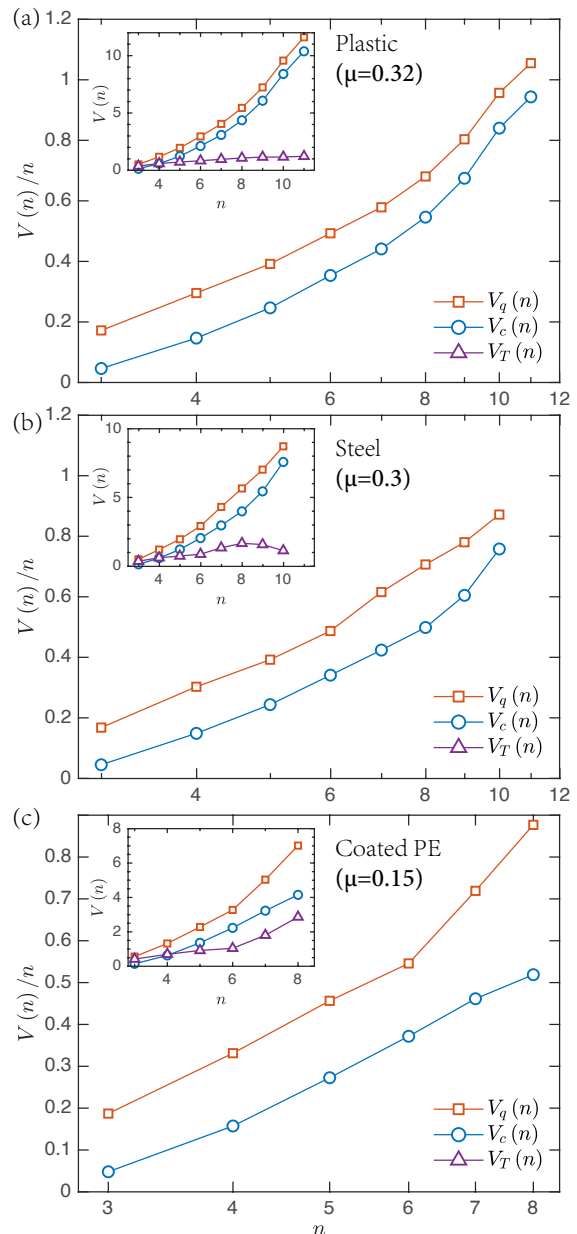 (a)
Plastic
(μ=0.32)
V (n) /n
1.2
1
0.8
0.6
0.4
0.2
0
4 6 8 10 12
V (n)
10
5
0
4 6 8 10
n
V_q (n)
V_c (n)
V_T (n)
(b)
Steel
(μ=0.3)
V (n) /n
1.2
1
0.8
0.6
0.4
0.2
0
4 6 8 10 12
V (n)
10
5
0
4 6 8 10
n
V_q (n)
V_c (n)
V_T (n)
(c)
Coated PE
(μ=0.15)
V (n) /n
0.8
0.7
0.6
0.5
0.4
0.3
0.2
0.1
0
3 4 5 6 7 8
n
V (n)
8
6
4
2
0
4 6 8
n
V_q (n)
V_c (n)
V_T (n)